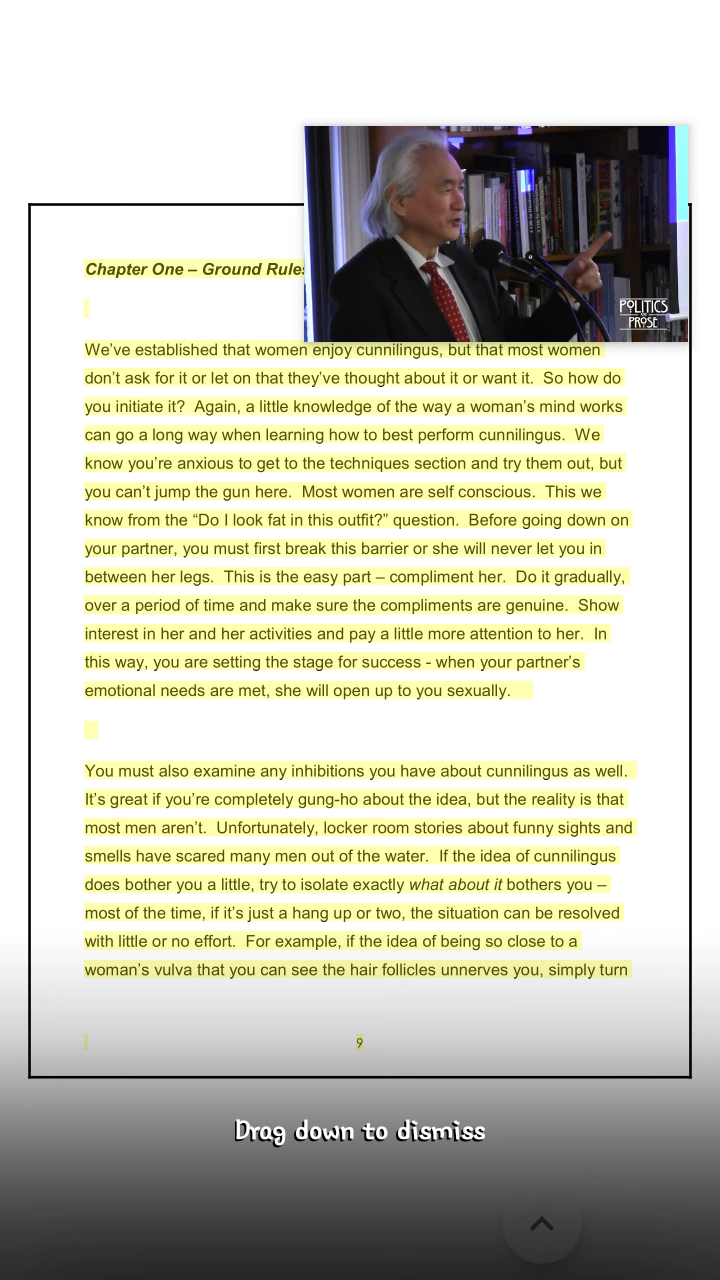 POLITICS
and
PROSE
Chapter One – Ground Rules
We’ve established that women enjoy cunnilingus, but that most women
don’t ask for it or let on that they’ve thought about it or want it.  So how do
you initiate it?  Again, a little knowledge of the way a woman’s mind works
can go a long way when learning how to best perform cunnilingus.  We
know you’re anxious to get to the techniques section and try them out, but
you can’t jump the gun here.  Most women are self conscious.  This we
know from the “Do I look fat in this outfit?” question.  Before going down on
your partner, you must first break this barrier or she will never let you in
between her legs.  This is the easy part – compliment her.  Do it gradually,
over a period of time and make sure the compliments are genuine.  Show
interest in her and her activities and pay a little more attention to her.  In
this way, you are setting the stage for success - when your partner’s
emotional needs are met, she will open up to you sexually.
You must also examine any inhibitions you have about cunnilingus as well.
It’s great if you’re completely gung-ho about the idea, but the reality is that
most men aren’t.  Unfortunately, locker room stories about funny sights and
smells have scared many men out of the water.  If the idea of cunnilingus
does bother you a little, try to isolate exactly what about it bothers you –
most of the time, if it’s just a hang up or two, the situation can be resolved
with little or no effort.  For example, if the idea of being so close to a
woman’s vulva that you can see the hair follicles unnerves you, simply turn
9
Drag down to dismiss